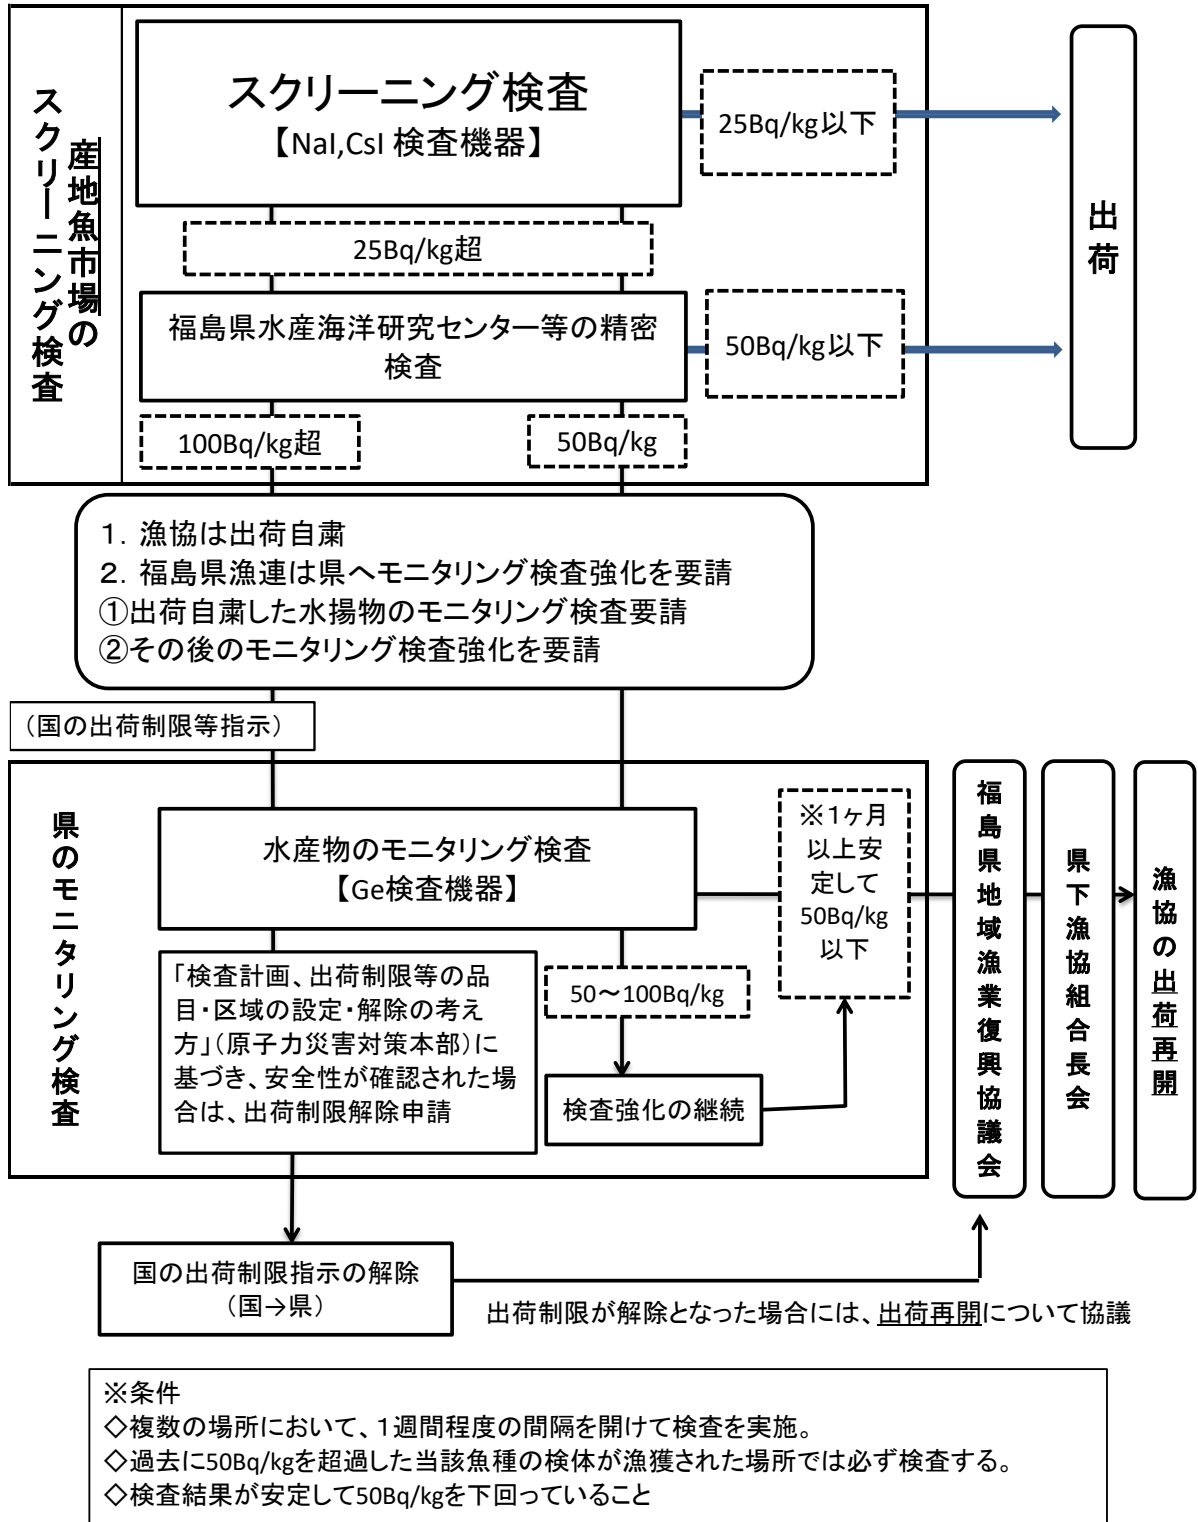 産地魚市場の
スクリーニング検査
スクリーニング検査
【NaI,CsI 検査機器】
25Bq/kg以下
出荷
25Bq/kg超
福島県水産海洋研究センター等の精密
検査
50Bq/kg以下
100Bq/kg超
50Bq/kg
1．漁協は出荷自粛
2．福島県漁連は県へモニタリング検査強化を要請
①出荷自粛した水揚物のモニタリング検査要請
②その後のモニタリング検査強化を要請
（国の出荷制限等指示）
県のモニタリング検査
水産物のモニタリング検査
【Ge検査機器】
※１ヶ月
以上安
定して
50Bq/kg
以下
福島県地域漁業復興協議会
県下漁協組合長会
漁協の出荷再開
「検査計画、出荷制限等の品
目・区域の設定・解除の考え
方」（原子力災害対策本部）に
基づき、安全性が確認された場
合は、出荷制限解除申請
50～100Bq/kg
検査強化の継続
国の出荷制限指示の解除
（国→県）
出荷制限が解除となった場合には、出荷再開について協議
※条件
◇複数の場所において、１週間程度の間隔を開けて検査を実施。
◇過去に50Bq/kgを超過した当該魚種の検体が漁獲された場所では必ず検査する。
◇検査結果が安定して50Bq/kgを下回っていること